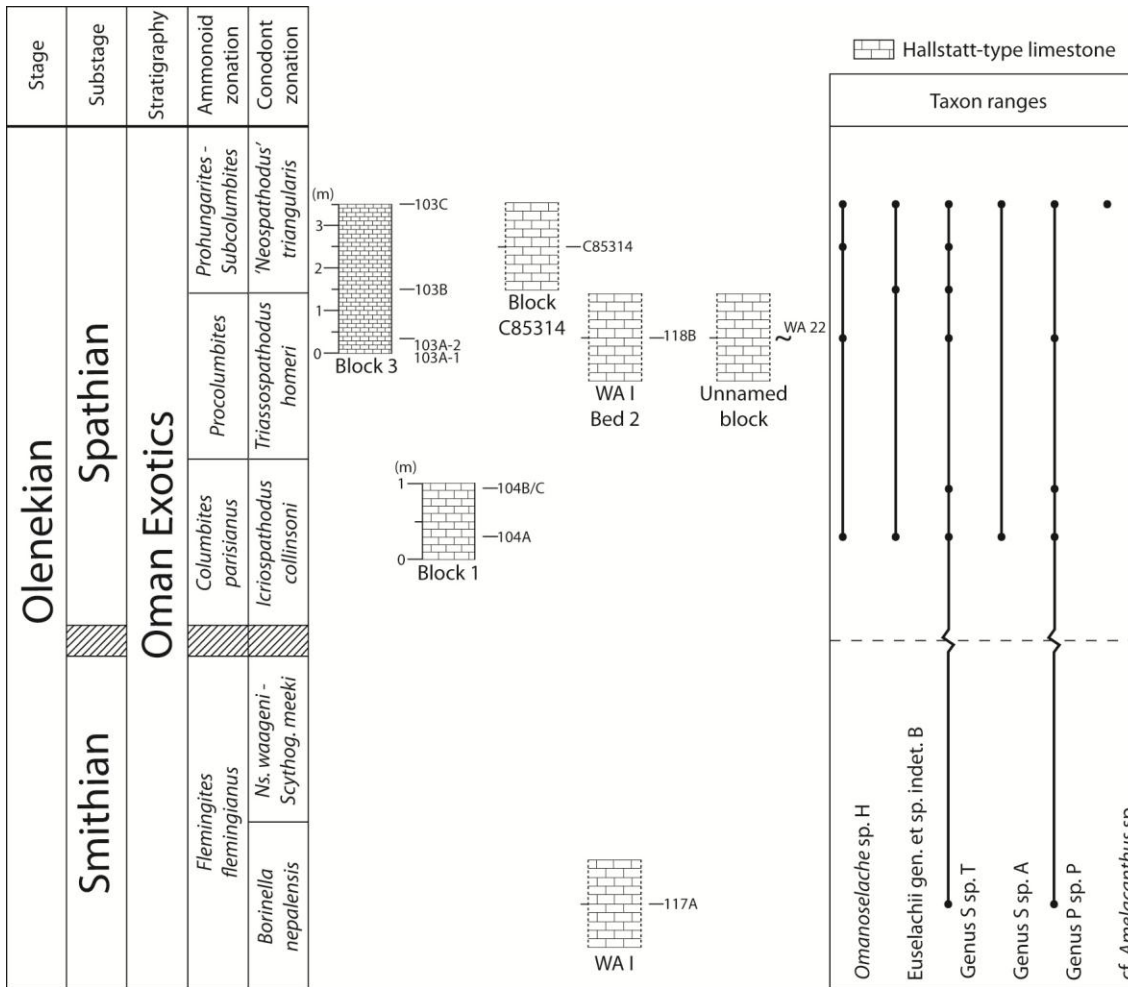 Stage
Substage
Stratigraphy
Ammonoid
zonation
Conodont
zonation
Hallstatt-type limestone
Taxon ranges
Olenekian
Spathian
Smithian
Oman Exotics
Prohungarites -
Subcolumbites
Procolumbites
Columbites
parisianus
Flemingites
flemingianus
'Neospathodus'
triangularis
Triassospathodus
homeri
Icriospathodus
collinsoni
Ns. waageni -
Scythog. meeki
Borinella
nepalensis
(m)
3
2
1
0
103C
103B
103A-2
103A-1
Block 3
C85314
Block
C85314
118B
WA I
Bed 2
WA 22
Unnamed
block
(m)
1
0
104B/C
104A
Block 1
117A
WA I
Omanoselache sp. H
Euselachii gen. et sp. indet. B
Genus S sp. T
Genus S sp. A
Genus P sp. P
cf. Amelacanthus sp.